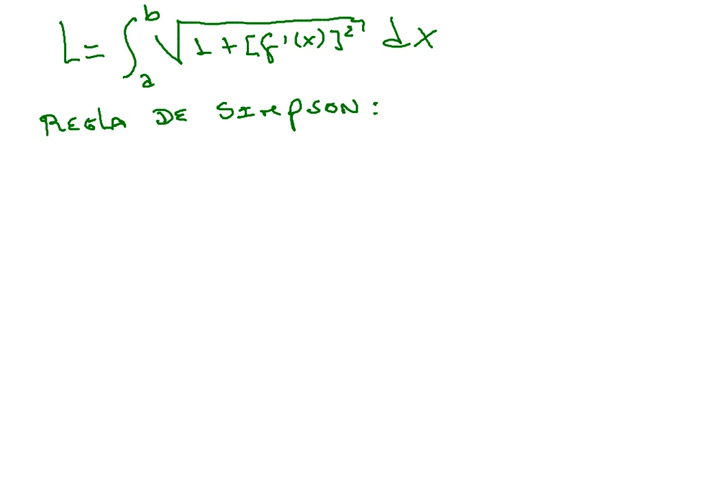 L = ∫_a^b √(1 + [f'(x)]²) dx
REGLA DE SIMPSON: